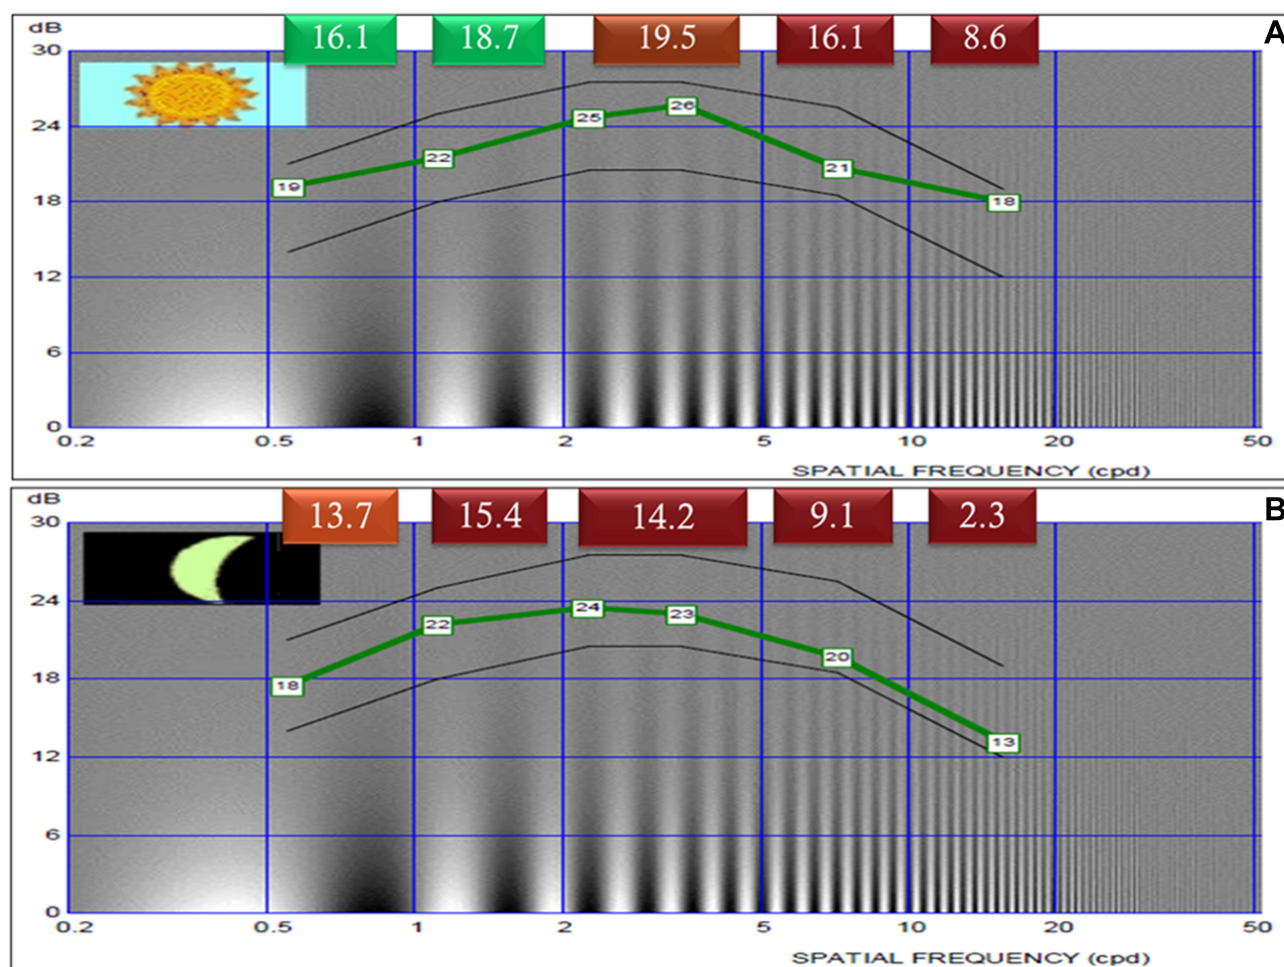 16.1 18.7 19.5 16.1 8.6
A
dB
30
24
18
12
6
0
19 22 25 26 21 18
0.2 0.5 1 2 5 10 20 50
SPATIAL FREQUENCY (cpd)
13.7 15.4 14.2 9.1 2.3
B
dB
30
24
18
12
6
0
18 22 24 23 20 13
0.2 0.5 1 2 5 10 20 50
SPATIAL FREQUENCY (cpd)